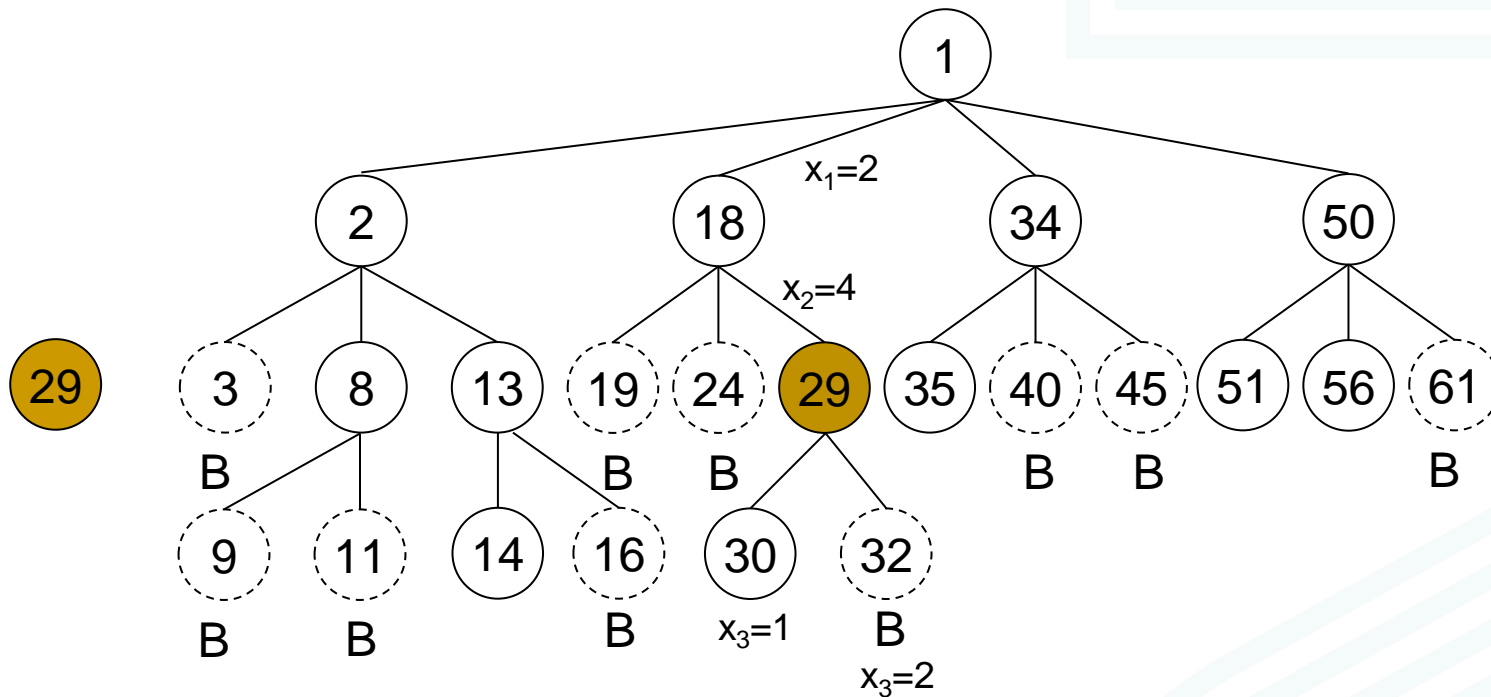 1
x₁=2
2 18 34 50
x₂=4
29 3 8 13 19 24 29 35 40 45 51 56 61
B B B B B B
9 11 14 16 30 32
B B B x₃=1 B
x₃=2